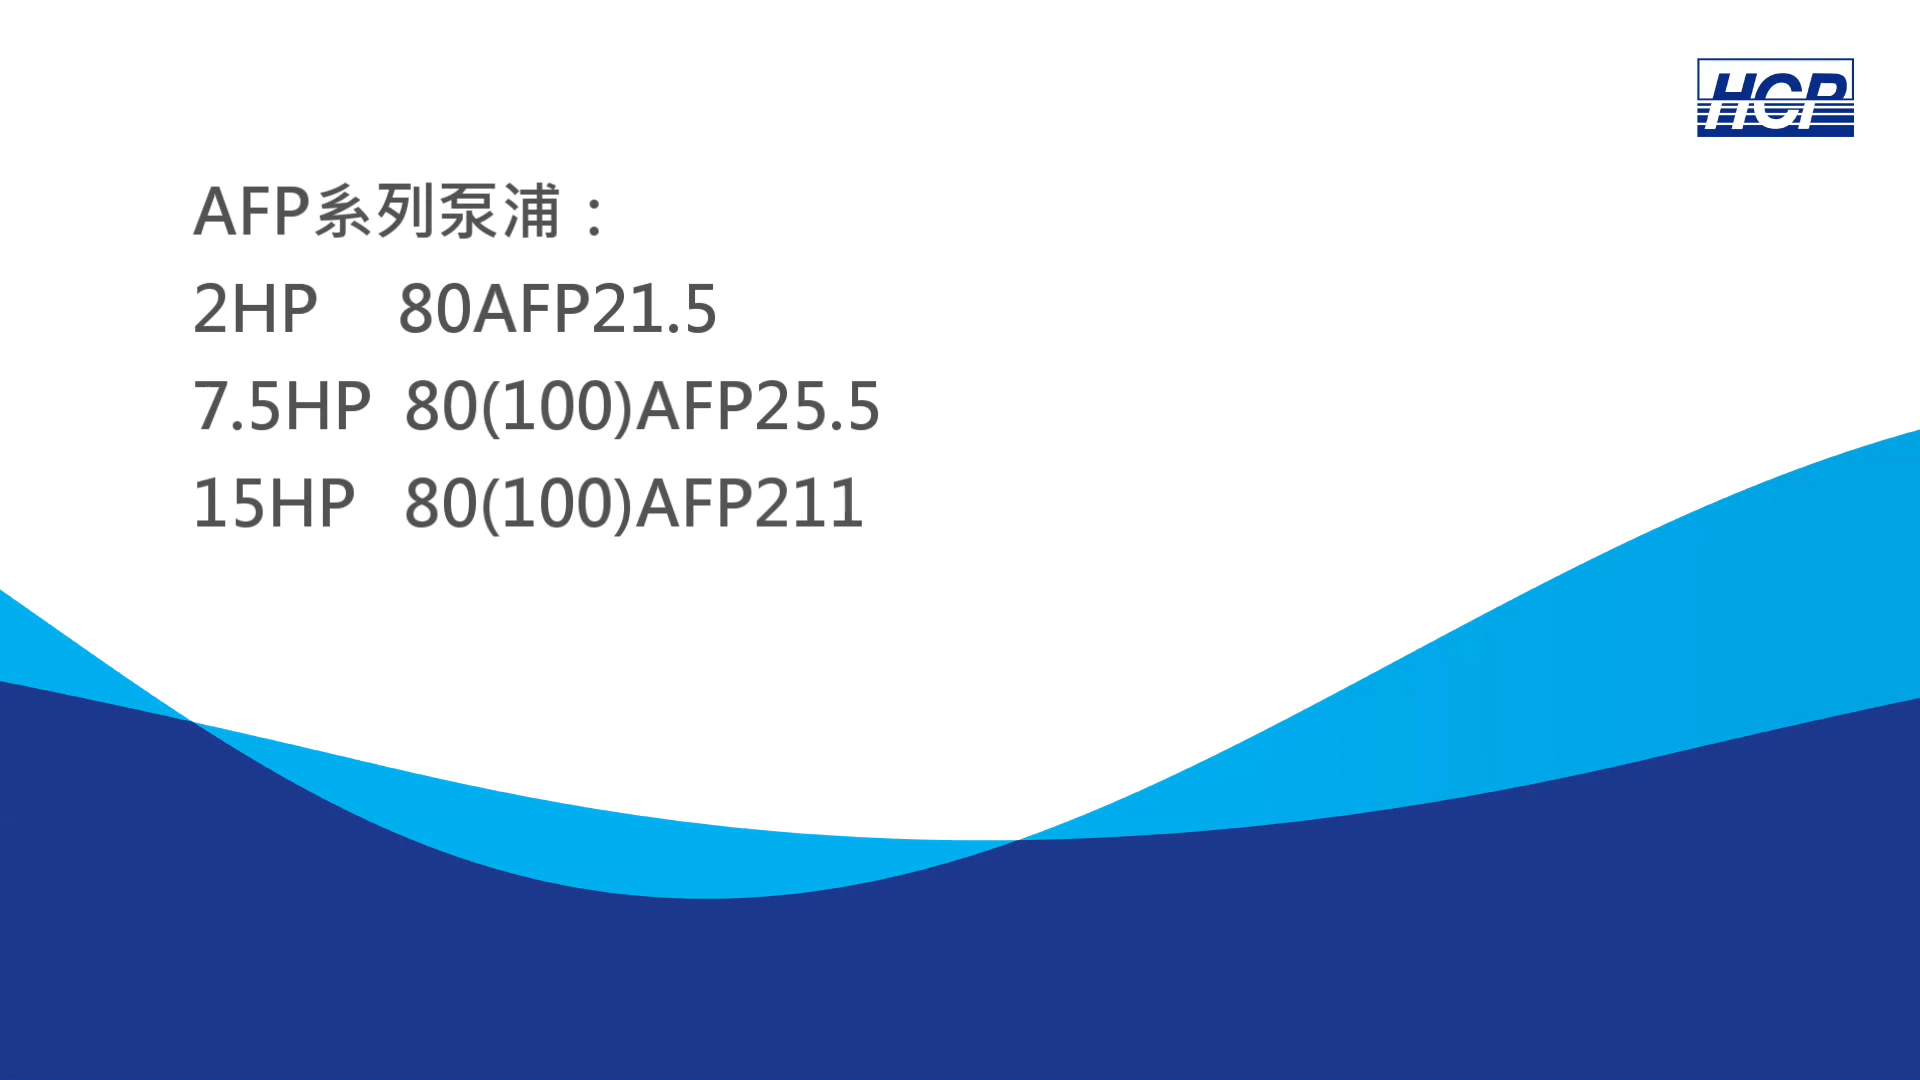 HCP
AFP系列泵浦：
2HP 80AFP21.5
7.5HP 80(100)AFP25.5
15HP 80(100)AFP211